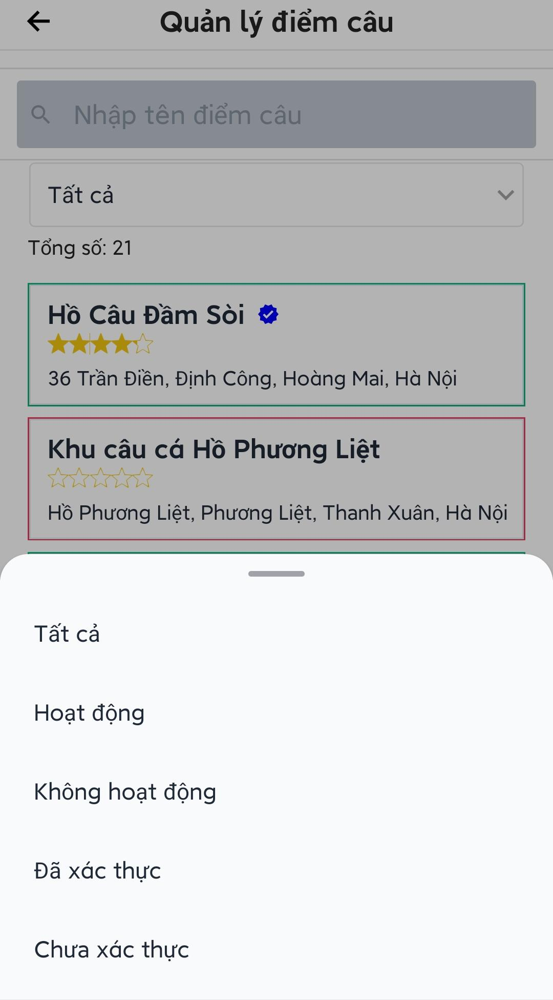 Quản lý điểm câu
Nhập tên điểm câu
Tất cả
Tổng số: 21
Hồ Câu Đầm Sòi
36 Trần Điền, Định Công, Hoàng Mai, Hà Nội
Khu câu cá Hồ Phương Liệt
Hồ Phương Liệt, Phương Liệt, Thanh Xuân, Hà Nội
Tất cả
Hoạt động
Không hoạt động
Đã xác thực
Chưa xác thực